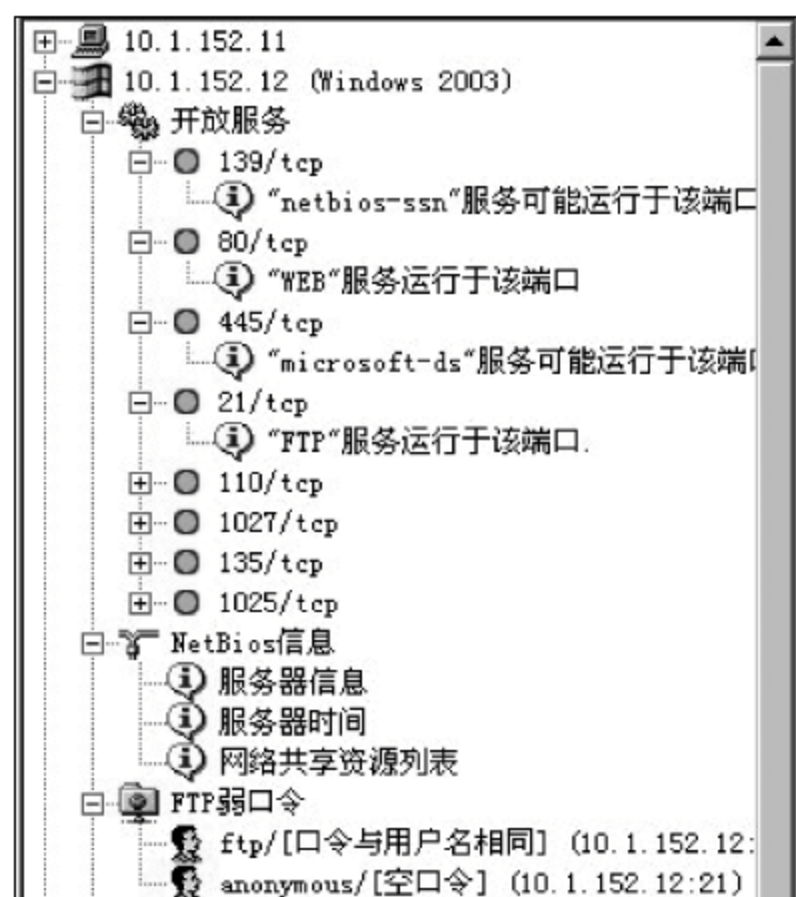 10.1.152.11
10.1.152.12 (Windows 2003)
开放服务
139/tcp
"netbios-ssn"服务可能运行于该端口
80/tcp
"WEB"服务运行于该端口
445/tcp
"microsoft-ds"服务可能运行于该端
21/tcp
"FTP"服务运行于该端口.
110/tcp
1027/tcp
135/tcp
1025/tcp
NetBios信息
服务器信息
服务器时间
网络共享资源列表
FTP弱口令
ftp/[口令与用户名相同] (10.1.152.12:
anonymous/[空口令] (10.1.152.12:21)